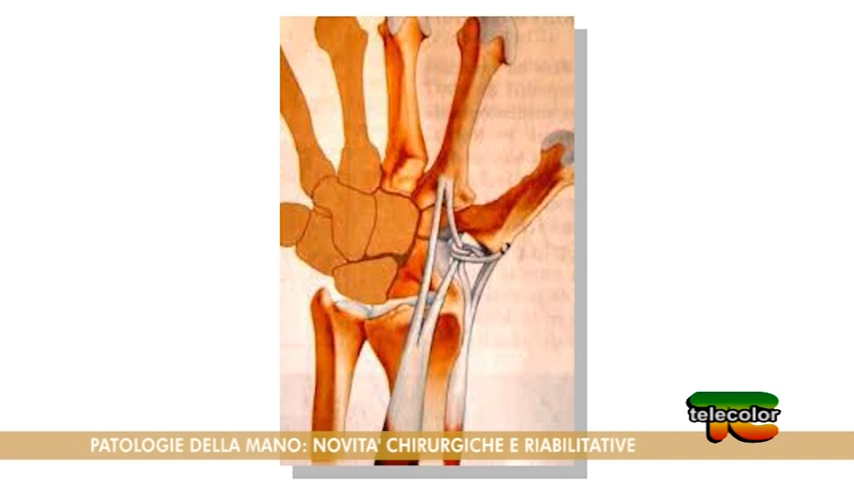 telecolor
PATOLOGIE DELLA MANO: NOVITA' CHIRURGICHE E RIABILITATIVE